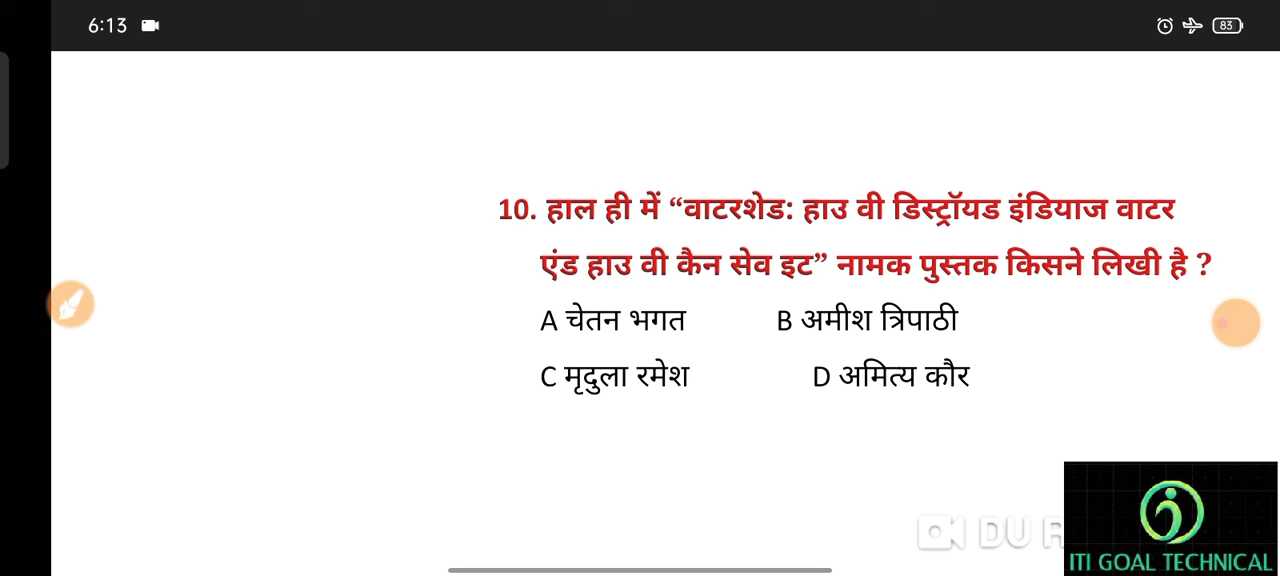 6:13
83
10. हाल ही में “वाटरशेड: हाउ वी डिस्ट्रॉयड इंडियाज वाटर
एंड हाउ वी कैन सेव इट” नामक पुस्तक किसने लिखी है ?
A चेतन भगत B अमीश त्रिपाठी
C मृदुला रमेश D अमित्य कौर
DU R
ITI GOAL TECHNICAL